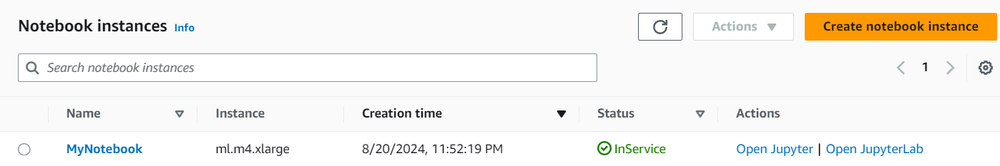 Notebook instances Info
Actions
Create notebook instance
Search notebook instances
1
Name Instance Creation time Status Actions
MyNotebook ml.m4.xlarge 8/20/2024, 11:52:19 PM InService Open Jupyter | Open JupyterLab